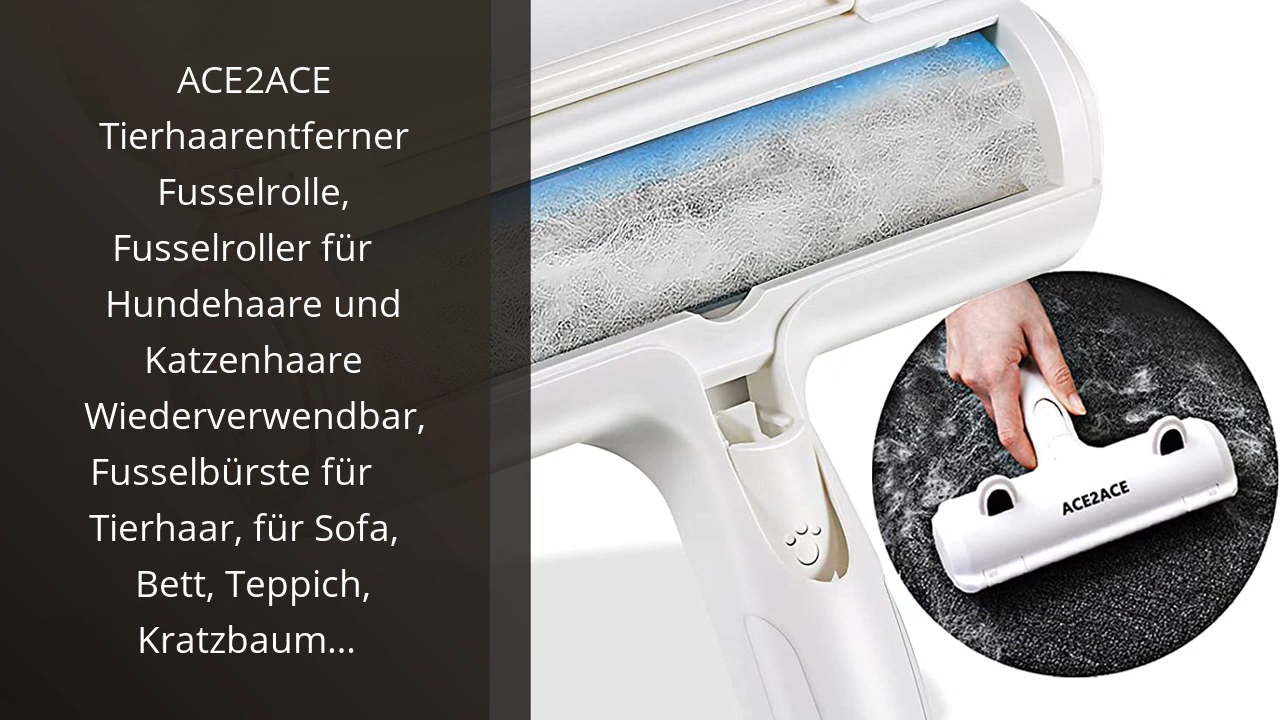 ACE2ACE
Tierhaarentferner
Fusselrolle,
Fusselroller für
Hundehaare und
Katzenhaare
Wiederverwendbar,
Fusselbürste für
Tierhaar, für Sofa,
Bett, Teppich,
Kratzbaum...
ACE2ACE